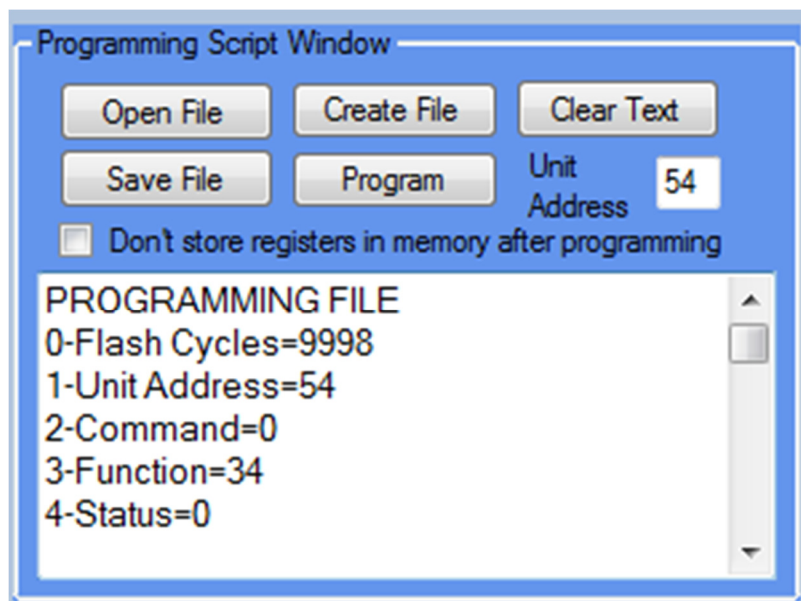 Programming Script Window
Open File
Create File
Clear Text
Save File
Program
Unit
Address
54
Don't store registers in memory after programming
PROGRAMMING FILE
0-Flash Cycles=9998
1-Unit Address=54
2-Command=0
3-Function=34
4-Status=0